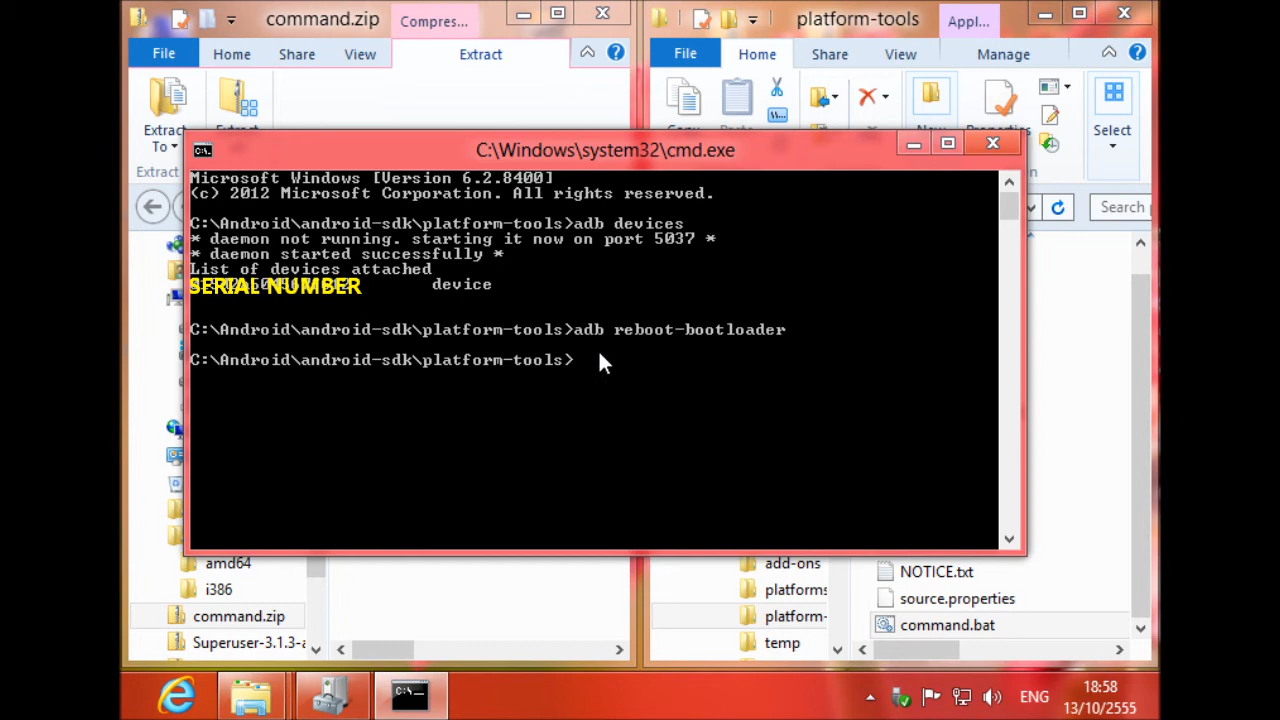 command.zip
Compres...
File
Home
Share
View
Extract
Extract
To
Extract
platform-tools
Appl...
File
Home
Share
View
Manage
Select
Search
C:\Windows\system32\cmd.exe
Microsoft Windows [Version 6.2.8400]
(c) 2012 Microsoft Corporation. All rights reserved.
C:\Android\android-sdk\platform-tools>adb devices
* daemon not running. starting it now on port 5037 *
* daemon started successfully *
List of devices attached
SERIAL NUMBER device
C:\Android\android-sdk\platform-tools>adb reboot-bootloader
C:\Android\android-sdk\platform-tools>
amd64
i386
command.zip
Superuser-3.1.3-a
add-ons
platforms
platform-
temp
NOTICE.txt
source.properties
command.bat
ENG
18:58
13/10/2555